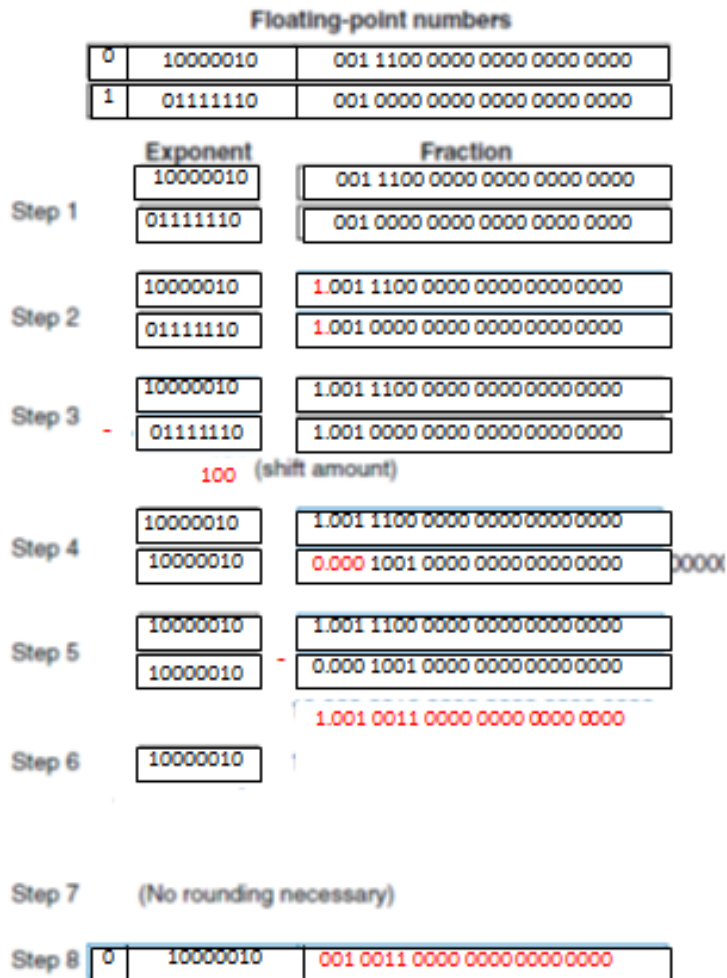 Floating-point numbers
0 10000010 001 1100 0000 0000 0000 0000
1 01111110 001 0000 0000 0000 0000 0000
Exponent Fraction
Step 1
10000010 001 1100 0000 0000 0000 0000
01111110 001 0000 0000 0000 0000 0000
Step 2
10000010 1.001 1100 0000 0000 0000 0000
01111110 1.001 0000 0000 0000 0000 0000
Step 3
10000010 1.001 1100 0000 0000 0000 0000
- 01111110 1.001 0000 0000 0000 0000 0000
100 (shift amount)
Step 4
10000010 1.001 1100 0000 0000 0000 0000
10000010 0.000 1001 0000 0000 0000 0000
Step 5
10000010 1.001 1100 0000 0000 0000 0000
10000010 - 0.000 1001 0000 0000 0000 0000
1.001 0011 0000 0000 0000 0000
Step 6 10000010
Step 7 (No rounding necessary)
Step 8 0 10000010 001 0011 0000 0000 0000 0000